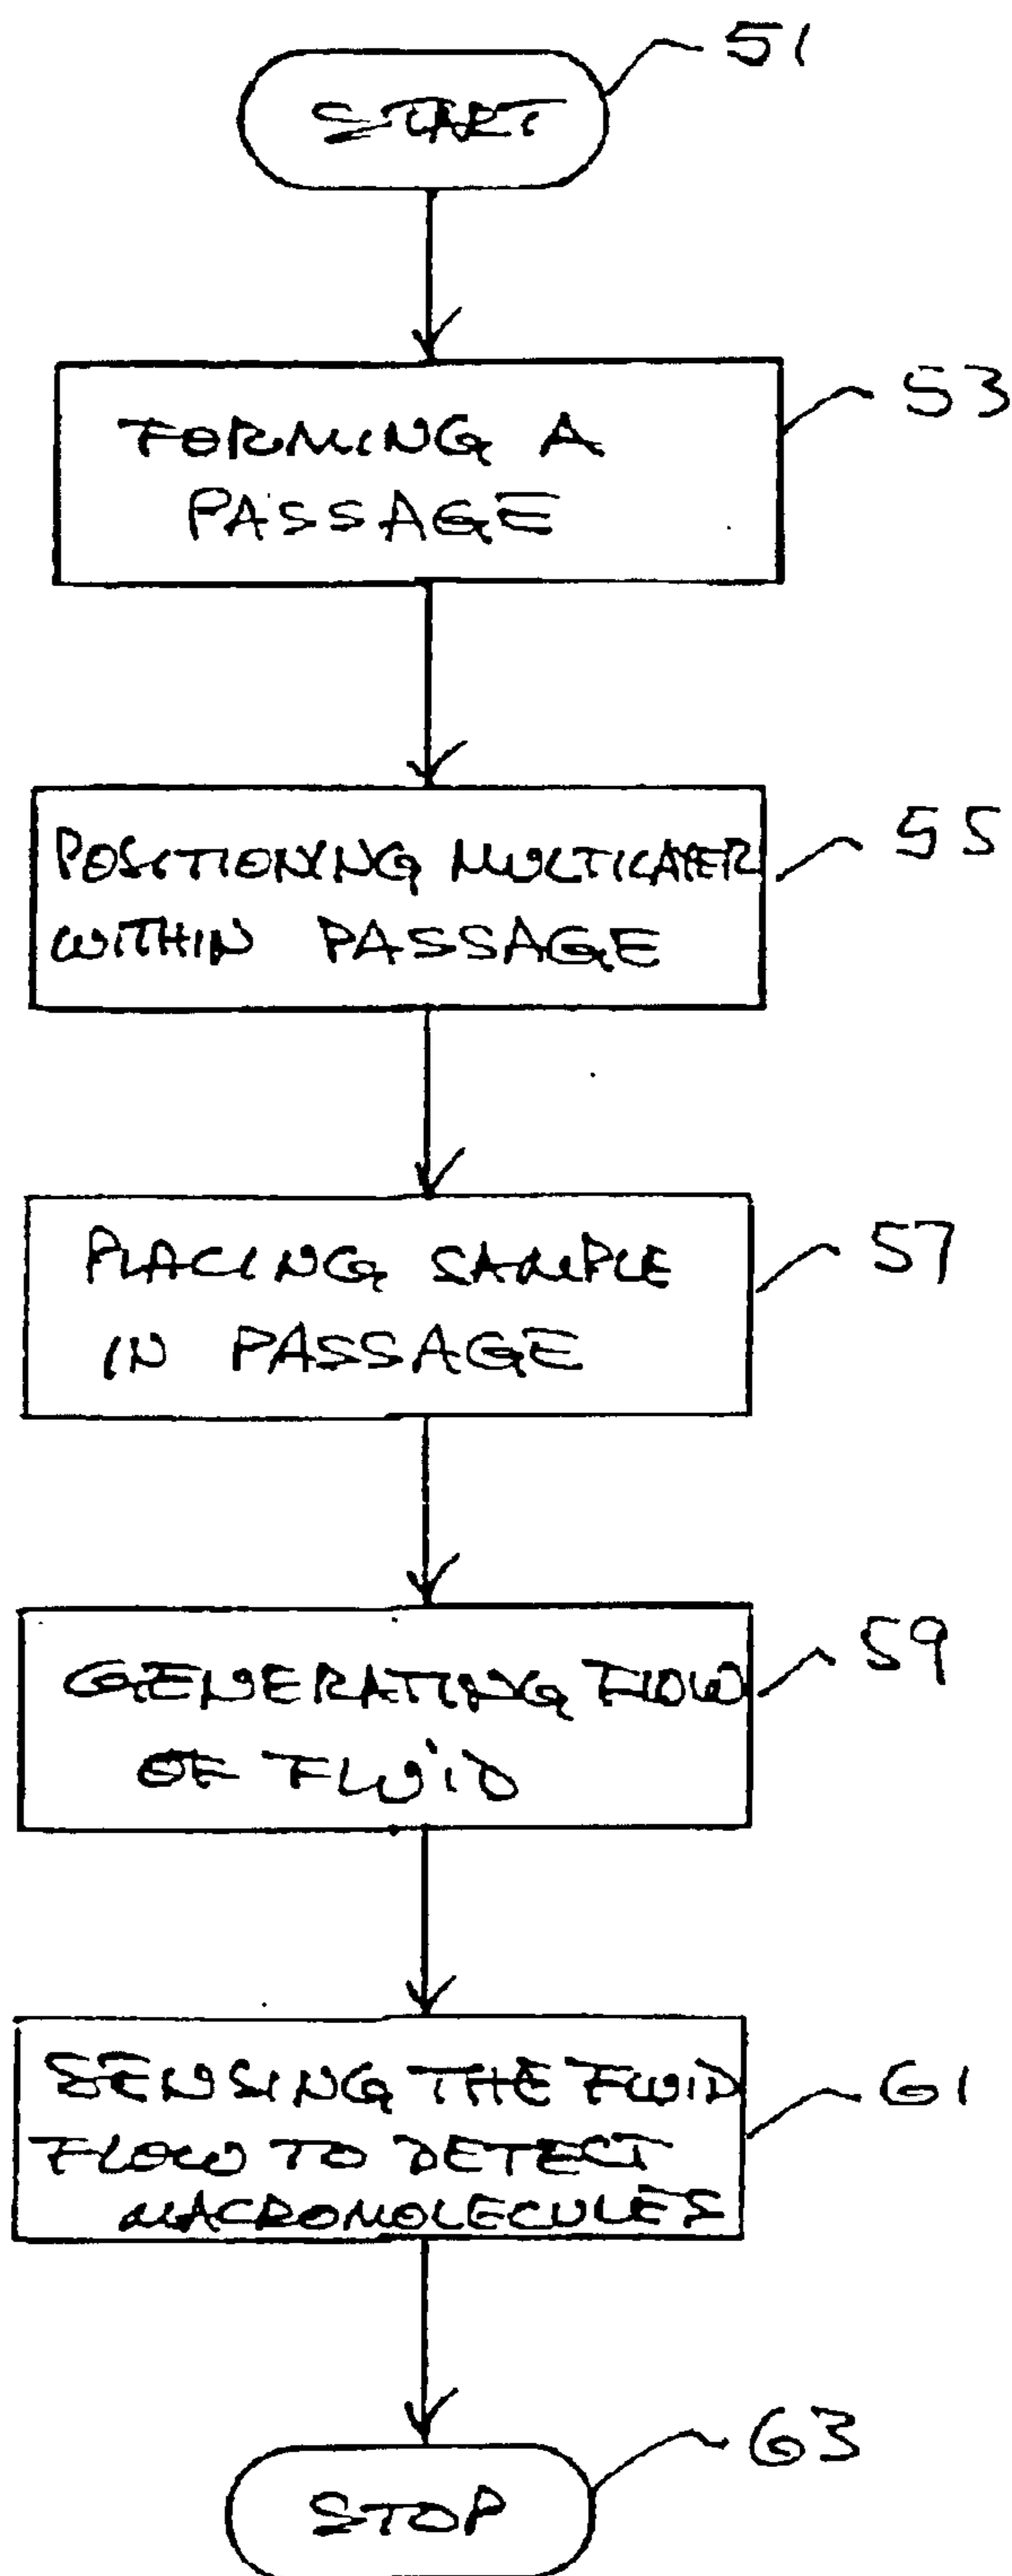 51
START
53
FORMING A
PASSAGE
55
POSITIONING MULTILAYER
WITHIN PASSAGE
57
PLACING SAMPLE
IN PASSAGE
59
GENERATING FLOW
OF FLUID
61
SENSING THE FLUID
FLOW TO DETECT
MACROMOLECULES
63
STOP